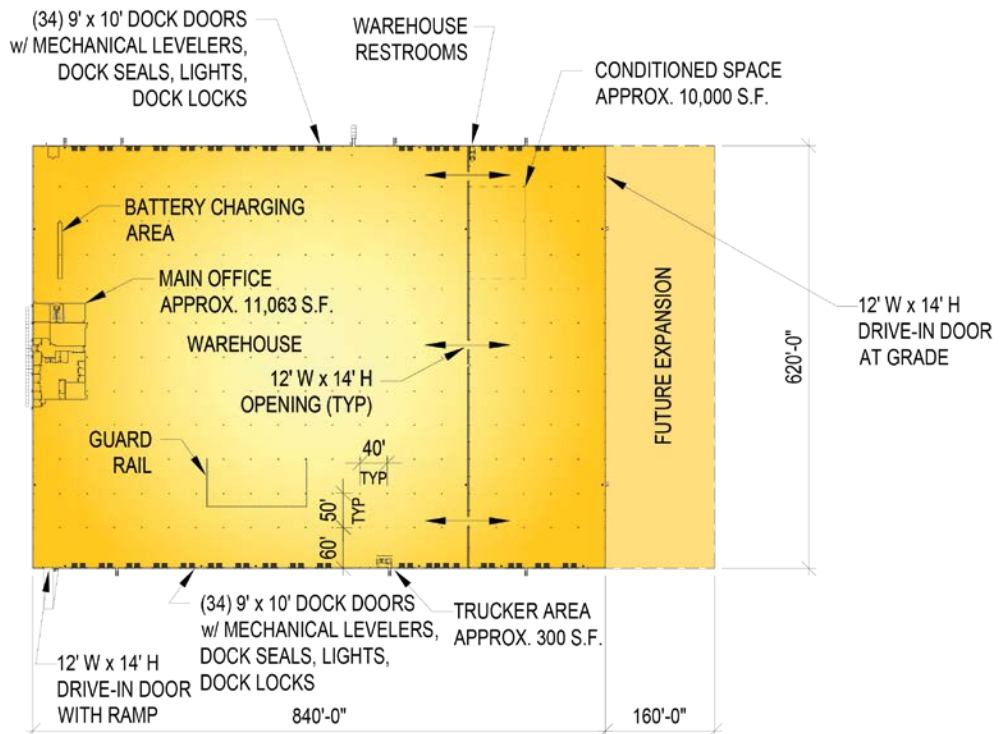 (34) 9' x 10' DOCK DOORS
w/ MECHANICAL LEVELERS,
DOCK SEALS, LIGHTS,
DOCK LOCKS
WAREHOUSE
RESTROOMS
CONDITIONED SPACE
APPROX. 10,000 S.F.
BATTERY CHARGING
AREA
MAIN OFFICE
APPROX. 11,063 S.F.
WAREHOUSE
12' W x 14' H
OPENING (TYP)
GUARD
RAIL
40'
TYP
50'
TYP
60'
FUTURE EXPANSION
12' W x 14' H
DRIVE-IN DOOR
AT GRADE
620'-0"
(34) 9' x 10' DOCK DOORS
w/ MECHANICAL LEVELERS,
DOCK SEALS, LIGHTS,
DOCK LOCKS
TRUCKER AREA
APPROX. 300 S.F.
12' W x 14' H
DRIVE-IN DOOR
WITH RAMP
840'-0"
160'-0"